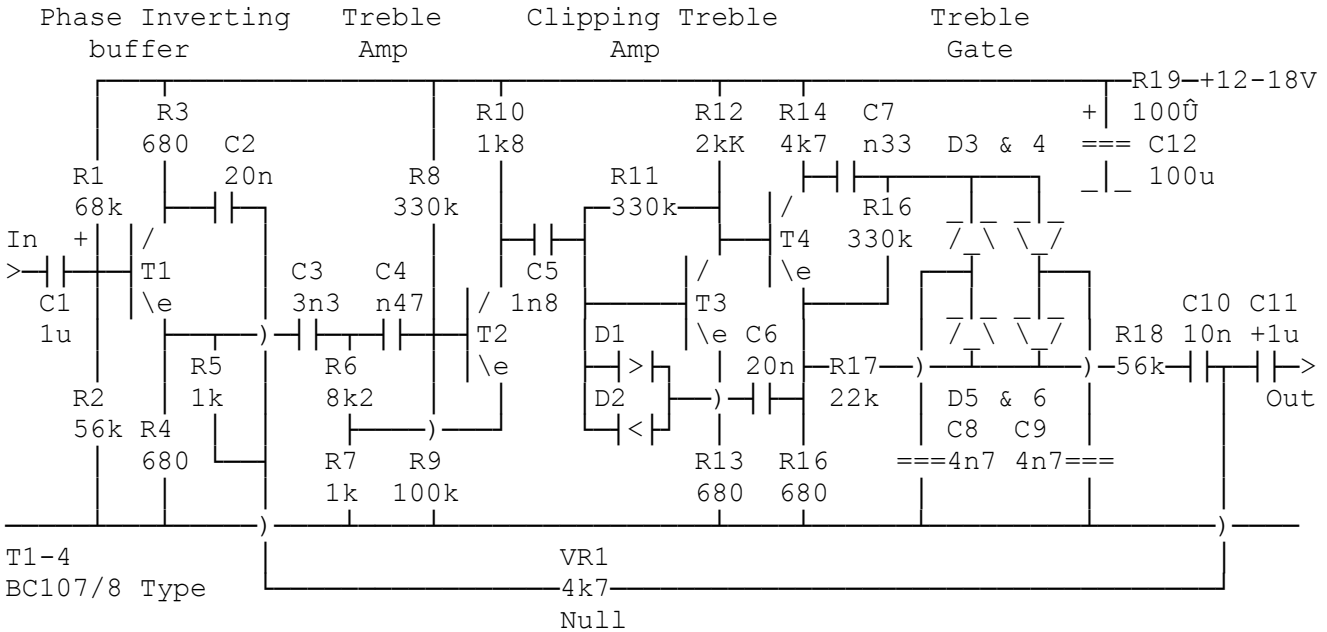 Phase Inverting Treble Clipping Treble Treble
buffer Amp Amp Gate
R19 +12-18V
R3 R10 R12 R14 C7 + 100Û
680 C2 1k8 2kK 4k7 n33 D3 & 4 === C12
R1 20n R8 R11 _|_ 100u
68k 330k 330k / R16
In + / T4 330k
> T1 C3 C4 C5 / \e
C1 \e 3n3 n47 / 1n8 T3 C10 C11
1u ) T2 D1 \e C6 R18 10n +1u
R5 R6 \e > 20n R17 ) ) 56k >
R2 1k 8k2 D2 ) 22k D5 & 6 Out
56k R4 ) < C8 C9
680 R7 R9 R13 R16 ===4n7 4n7===
1k 100k 680 680
) )
T1-4 VR1
BC107/8 Type 4k7
Null